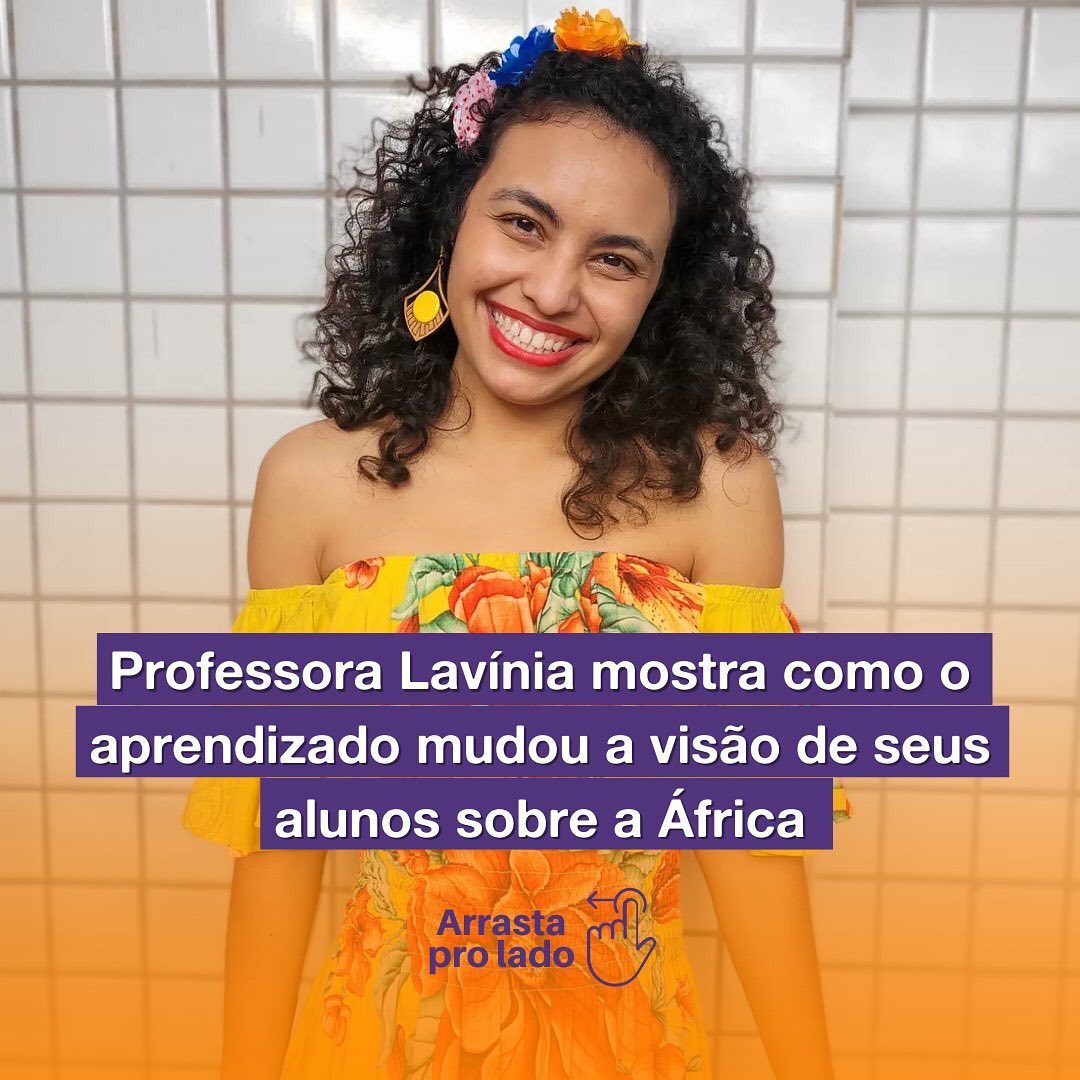 Professora Lavínia mostra como o
aprendizado mudou a visão de seus
alunos sobre a África
Arrasta
pro lado